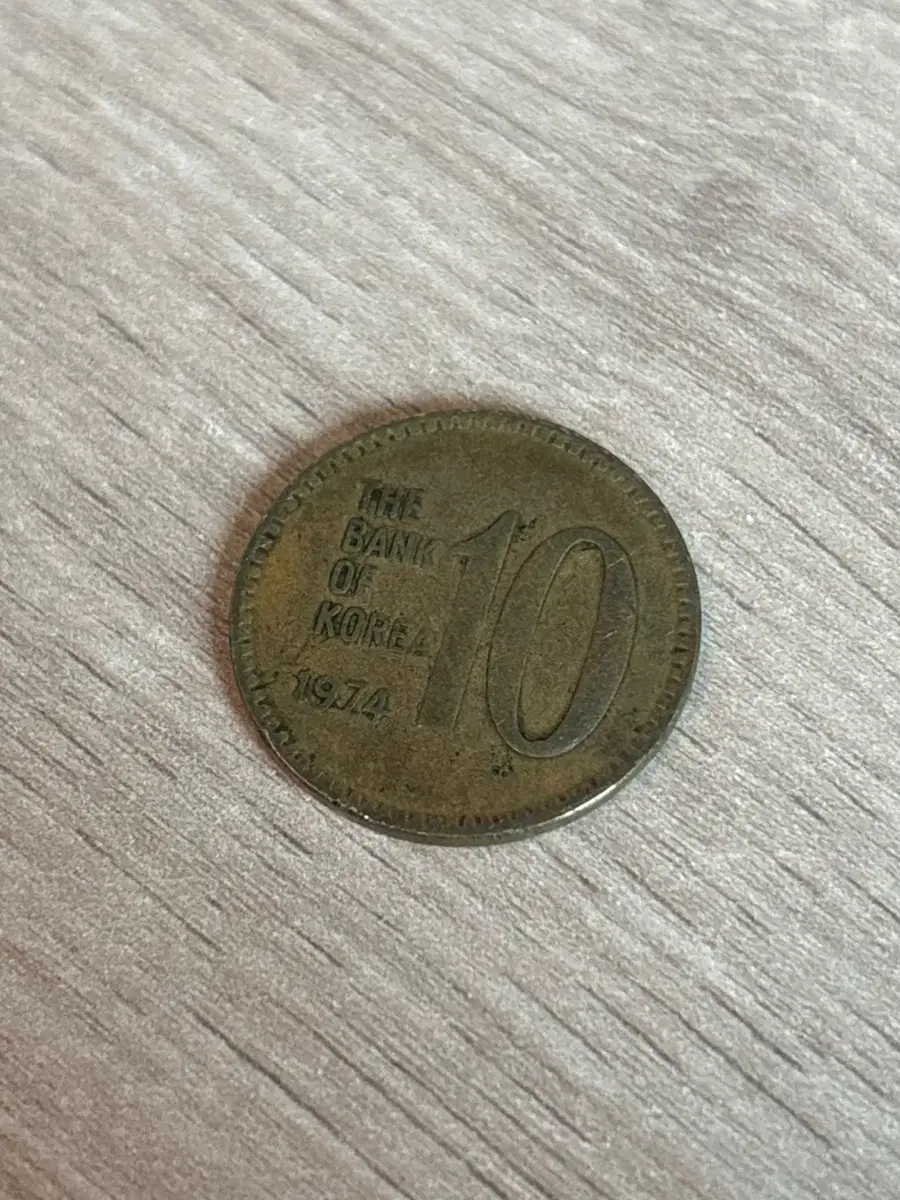 THE
BANK
OF
KOREA
1974
10